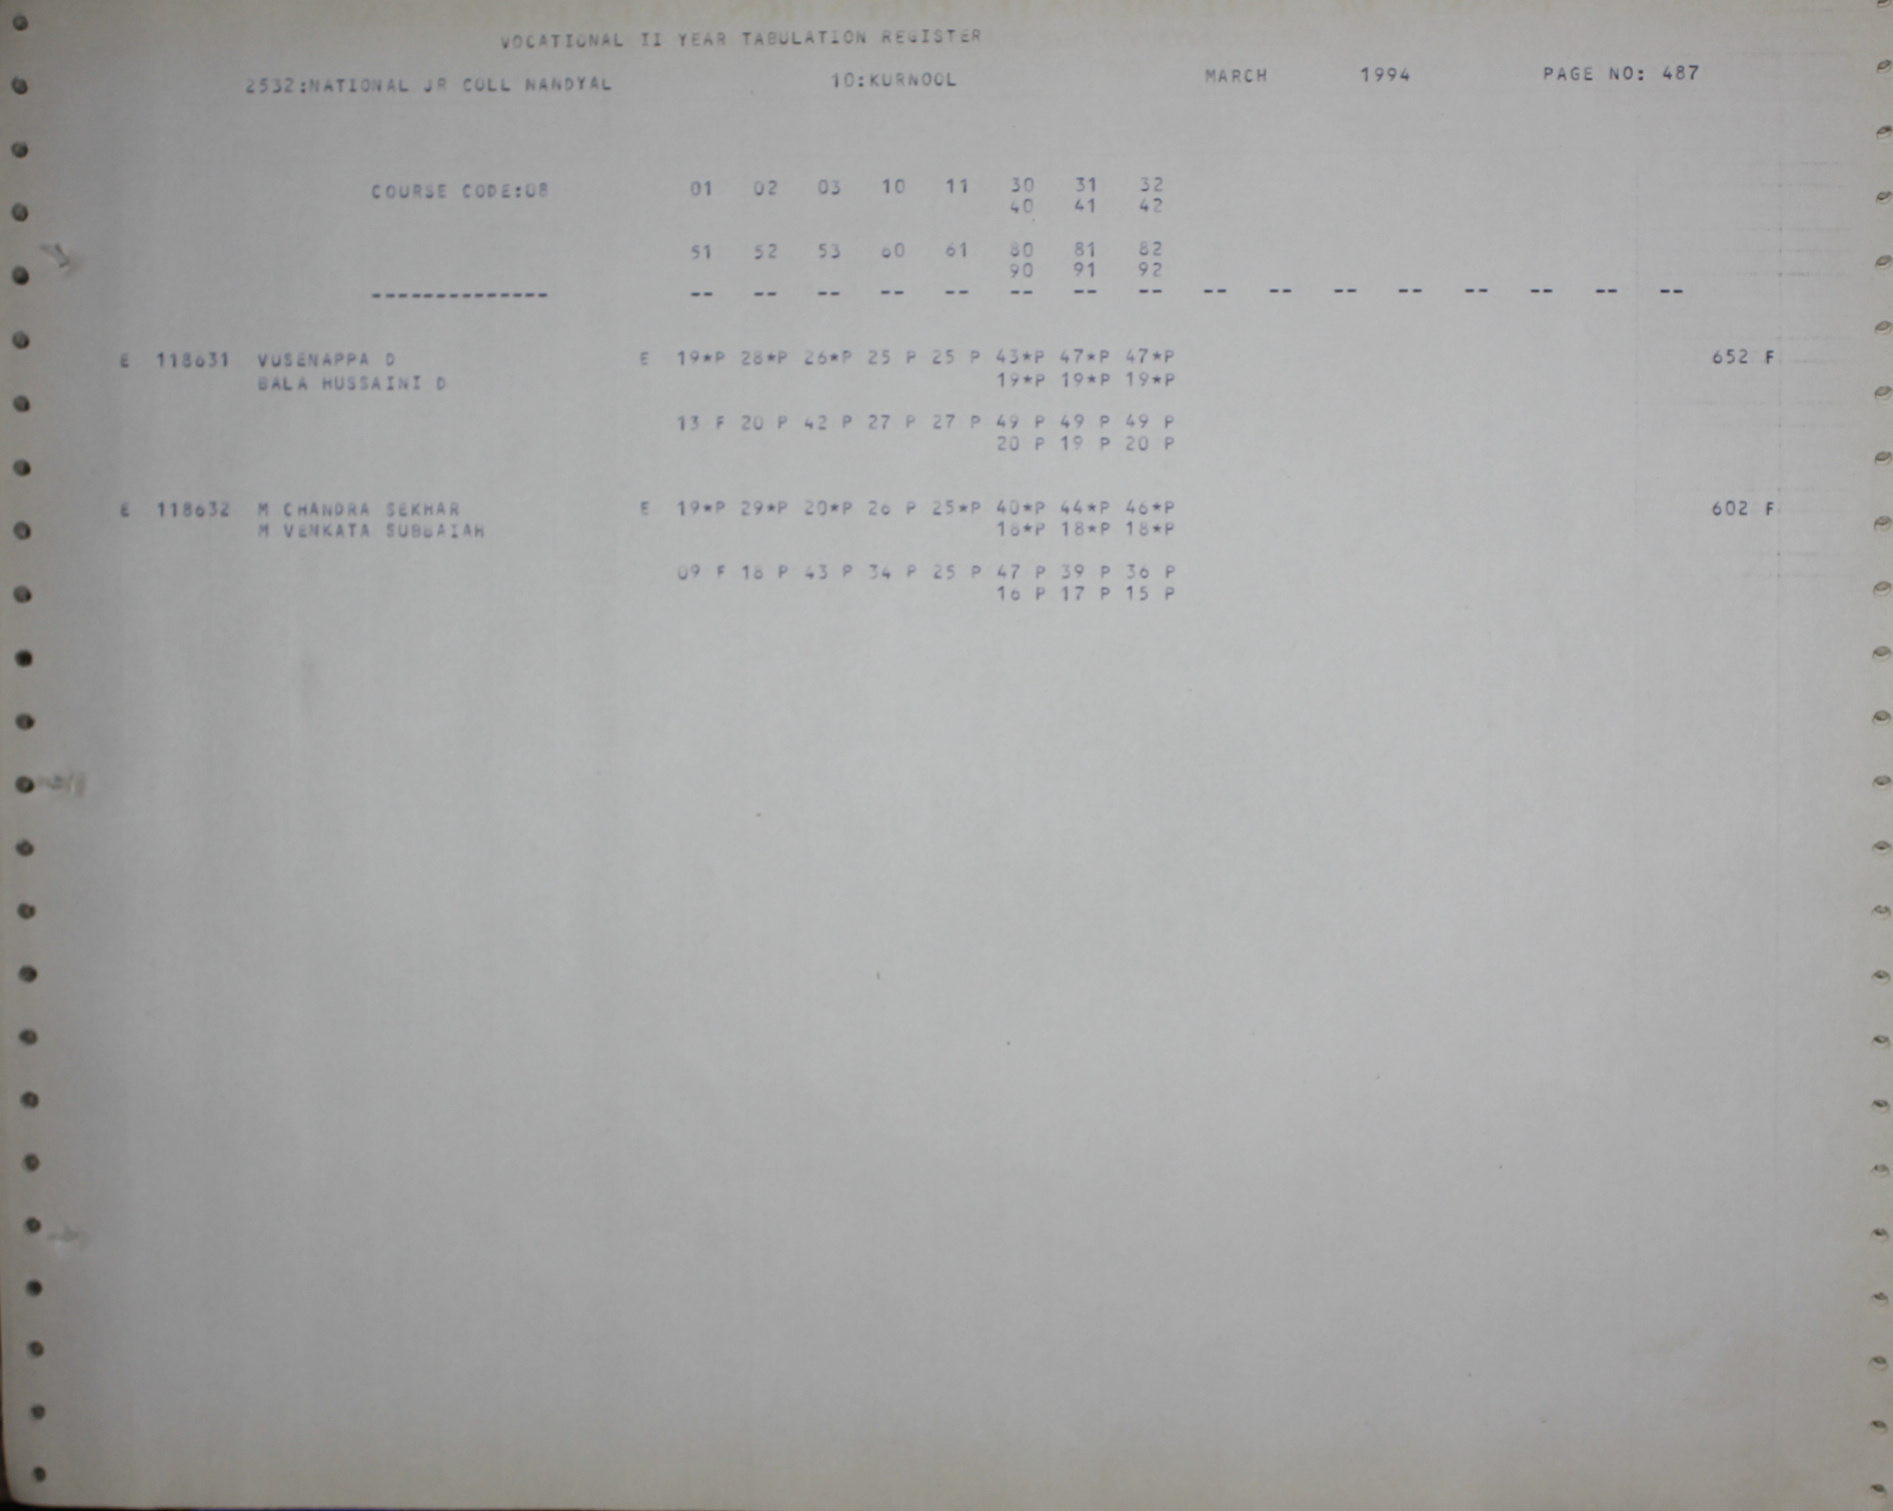 VOCATIONAL II YEAR TABULATION REGISTER
2532:NATIONAL JR COLL NANDYAL 10:KURNOOL MARCH 1994 PAGE NO: 487
COURSE CODE:08 01 02 03 10 11 30 31 32
40 41 42
51 52 53 60 61 80 81 82
90 91 92
-------------- -- -- -- -- -- -- -- -- -- -- -- -- -- -- -- --
E 118631 VUSENAPPA D E 19*P 28*P 26*P 25 P 25 P 43*P 47*P 47*P 652 F
BALA HUSSAINI D 19*P 19*P 19*P
13 F 20 P 42 P 27 P 27 P 49 P 49 P 49 P
20 P 19 P 20 P
E 118632 M CHANDRA SEKHAR E 19*P 29*P 20*P 26 P 25*P 40*P 44*P 46*P 602 F
M VENKATA SUBBAIAH 18*P 18*P 18*P
09 F 18 P 43 P 34 P 25 P 47 P 39 P 36 P
16 P 17 P 15 P